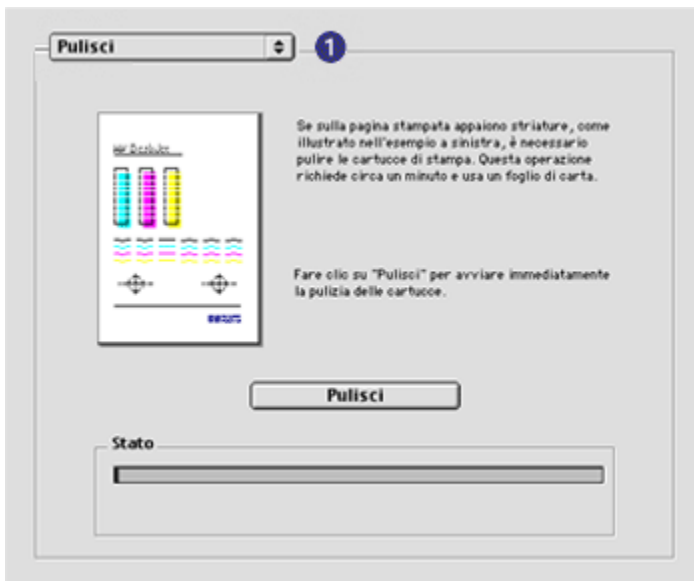 Pulisci
1
Se sulla pagina stampata appaiono striature, come
illustrato nell'esempio a sinistra, è necessario
pulire le cartucce di stampa. Questa operazione
richiede circa un minuto e usa un foglio di carta.
Fare clic su "Pulisci" per avviare immediatamente
la pulizia delle cartucce.
Pulisci
Stato